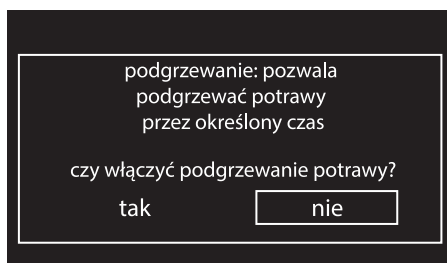 podgrzewanie: pozwala
podgrzewać potrawy
przez określony czas
czy włączyć podgrzewanie potrawy?
tak nie